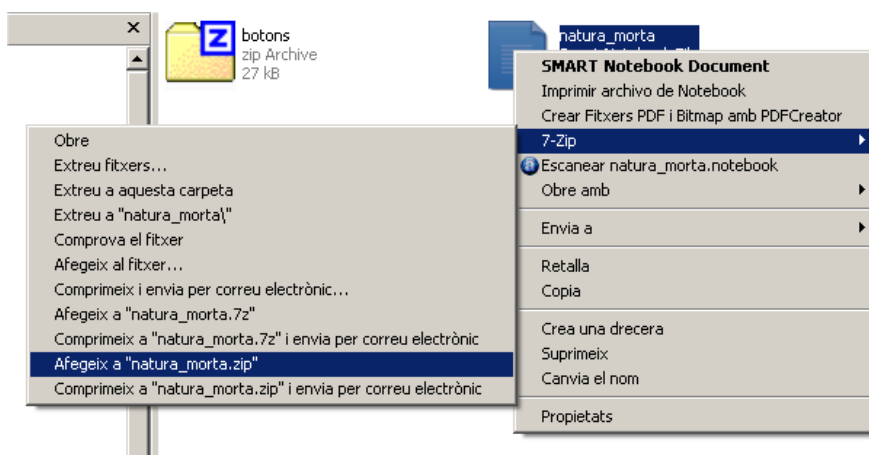 botons
zip Archive
27 kB
natura_morta
SMART Notebook Document
Imprimir archivo de Notebook
Crear Fitxers PDF i Bitmap amb PDFCreator
7-Zip
Escanear natura_morta.notebook
Obre amb
Envia a
Retalla
Copia
Crea una drecera
Suprimeix
Canvia el nom
Propietats
Obre
Extreu fitxers...
Extreu a aquesta carpeta
Extreu a "natura_morta\"
Comprova el fitxer
Afegeix al fitxer...
Comprimeix i envia per correu electrònic...
Afegeix a "natura_morta.7z"
Comprimeix a "natura_morta.7z" i envia per correu electrònic
Afegeix a "natura_morta.zip"
Comprimeix a "natura_morta.zip" i envia per correu electrònic